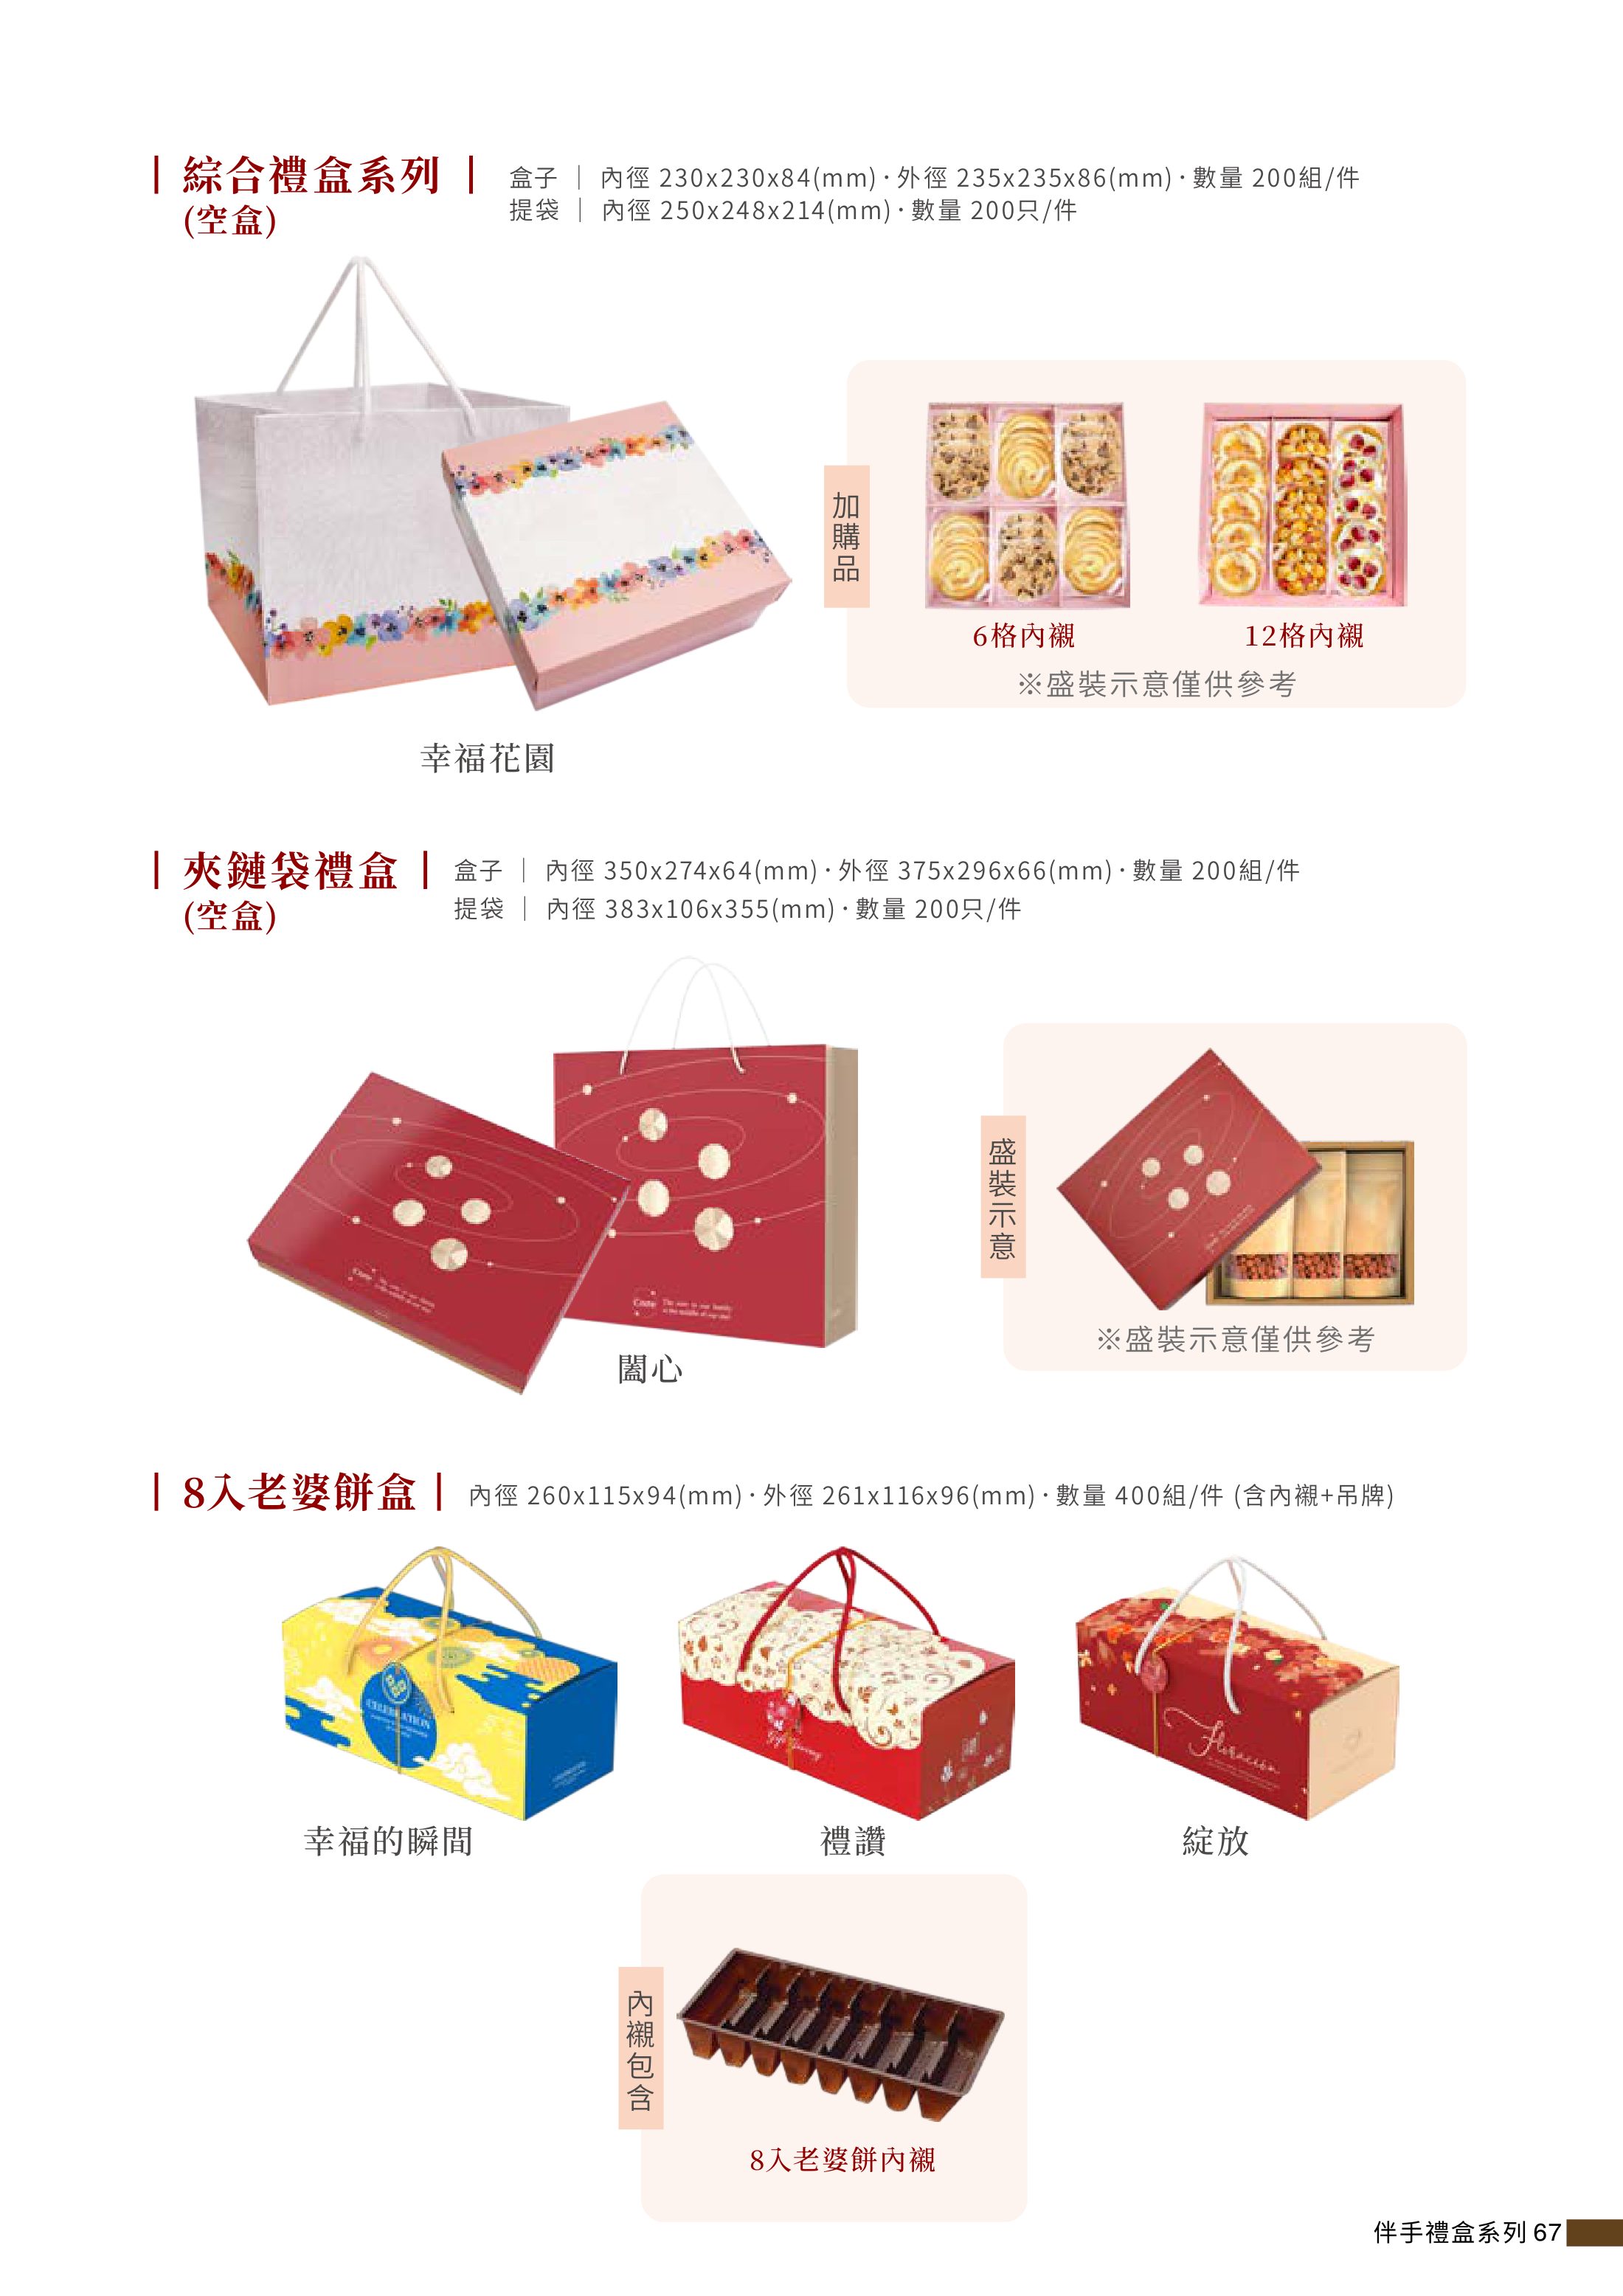 綜合禮盒系列
(空盒)
盒子｜內徑 230x230x84(mm)·外徑 235x235x86(mm)·數量 200組/件
提袋｜內徑 250x248x214(mm)·數量 200只/件
加購品
6格內襯
12格內襯
※盛裝示意僅供參考
幸福花園
夾鏈袋禮盒
(空盒)
盒子｜內徑 350x274x64(mm)·外徑 375x296x66(mm)·數量 200組/件
提袋｜內徑 383x106x355(mm)·數量 200只/件
盛裝示意
※盛裝示意僅供參考
闔心
8入老婆餅盒
內徑 260x115x94(mm)·外徑 261x116x96(mm)·數量 400組/件 (含內襯+吊牌)
CELEBRATION
Gift Giving
幸福的瞬間
禮讚
綻放
內襯包含
8入老婆餅內襯
伴手禮盒系列 67